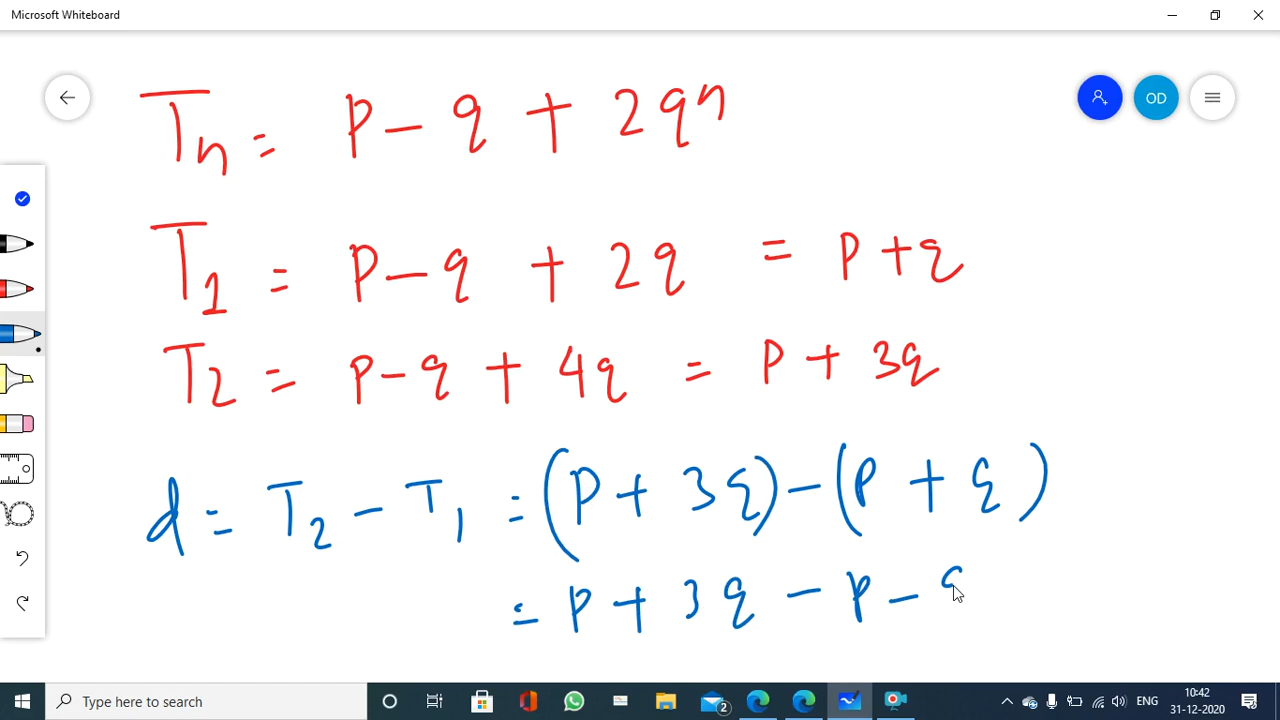 Microsoft Whiteboard
OD
Tn = p - q + 2qn
T1 = p - q + 2q = p + q
T2 = p - q + 4q = p + 3q
d = T2 - T1 = (p + 3q) - (p + q)
= p + 3q - p -
Type here to search
2
ENG
10:42
31-12-2020